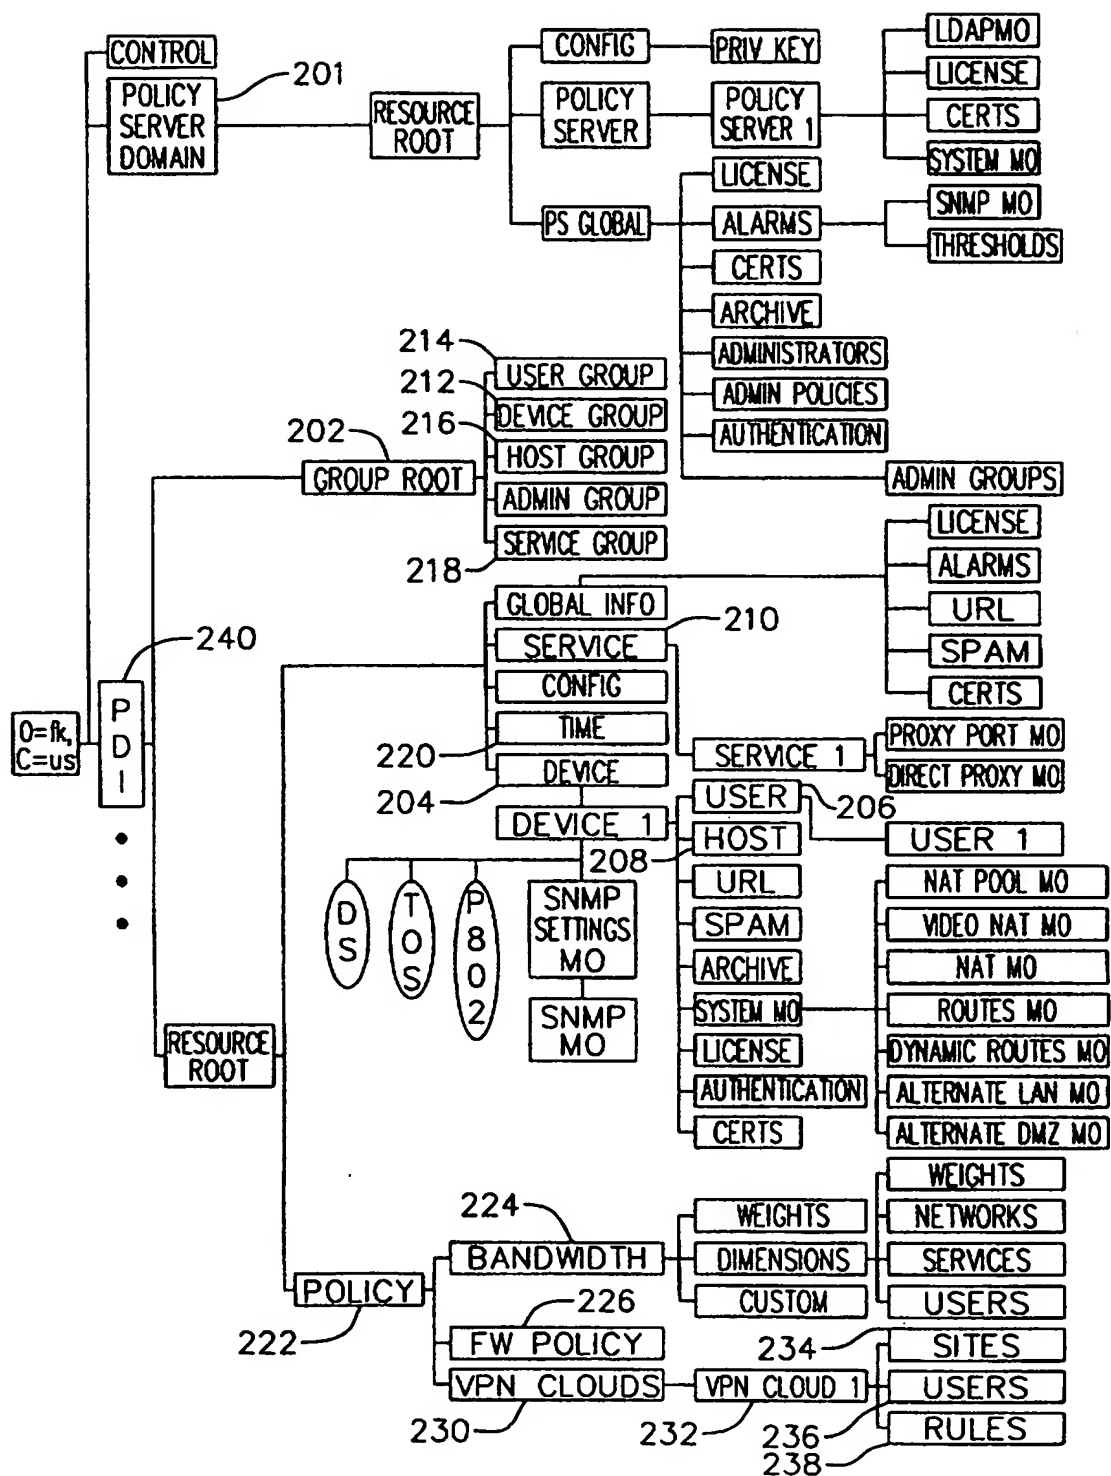 CONTROL
201
POLICY
SERVER
DOMAIN
RESOURCE
ROOT
CONFIG
PRIV KEY
POLICY
SERVER
POLICY
SERVER 1
LDAPMO
LICENSE
CERTS
SYSTEM MO
PS GLOBAL
LICENSE
ALARMS
SNMP MO
THRESHOLDS
CERTS
ARCHIVE
ADMINISTRATORS
ADMIN POLICIES
AUTHENTICATION
ADMIN GROUPS
214
USER GROUP
212
DEVICE GROUP
216
HOST GROUP
202
GROUP ROOT
ADMIN GROUP
SERVICE GROUP
218
GLOBAL INFO
LICENSE
ALARMS
URL
SPAM
CERTS
210
SERVICE
CONFIG
TIME
220
DEVICE
204
SERVICE 1
PROXY PORT MO
DIRECT PROXY MO
240
P
D
I
O=fk,
C=us
DEVICE 1
USER
206
USER 1
HOST
208
URL
SPAM
ARCHIVE
SYSTEM MO
LICENSE
AUTHENTICATION
CERTS
NAT POOL MO
VIDEO NAT MO
NAT MO
ROUTES MO
DYNAMIC ROUTES MO
ALTERNATE LAN MO
ALTERNATE DMZ MO
DS
TOS
P802
SNMP
SETTINGS
MO
SNMP
MO
RESOURCE
ROOT
POLICY
222
224
BANDWIDTH
WEIGHTS
DIMENSIONS
CUSTOM
WEIGHTS
NETWORKS
SERVICES
USERS
226
FW POLICY
VPN CLOUDS
230
VPN CLOUD 1
232
234
SITES
USERS
236
RULES
238